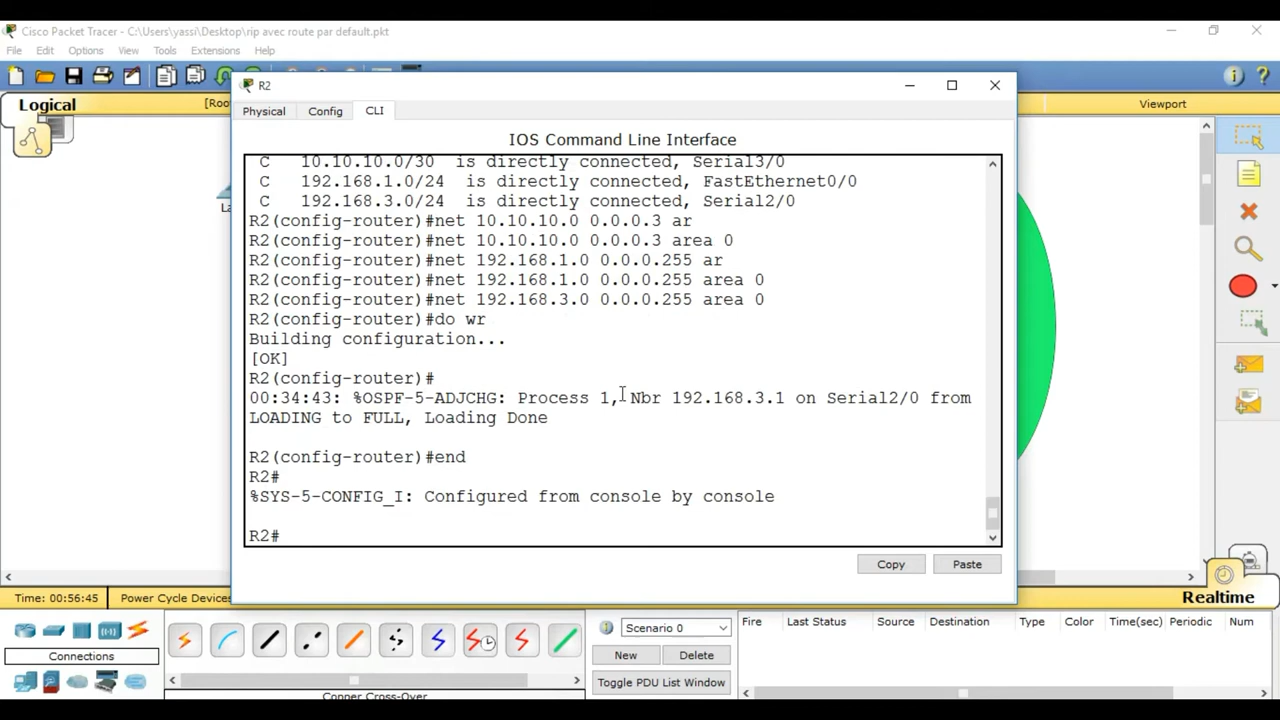 Cisco Packet Tracer - C:\Users\yassi\Desktop\rip avec route par default.pkt
File Edit Options View Tools Extensions Help
Logical
[Roo
Viewport
R2
Physical Config CLI
IOS Command Line Interface
C 10.10.10.0/30 is directly connected, Serial3/0
C 192.168.1.0/24 is directly connected, FastEthernet0/0
C 192.168.3.0/24 is directly connected, Serial2/0
R2(config-router)#net 10.10.10.0 0.0.0.3 ar
R2(config-router)#net 10.10.10.0 0.0.0.3 area 0
R2(config-router)#net 192.168.1.0 0.0.0.255 ar
R2(config-router)#net 192.168.1.0 0.0.0.255 area 0
R2(config-router)#net 192.168.3.0 0.0.0.255 area 0
R2(config-router)#do wr
Building configuration...
[OK]
R2(config-router)#
00:34:43: %OSPF-5-ADJCHG: Process 1, Nbr 192.168.3.1 on Serial2/0 from
LOADING to FULL, Loading Done
R2(config-router)#end
R2#
%SYS-5-CONFIG_I: Configured from console by console
R2#
Copy Paste
Time: 00:56:45 Power Cycle Devices
Realtime
Connections
Copper Cross-Over
Scenario 0
New Delete
Toggle PDU List Window
Fire Last Status Source Destination Type Color Time(sec) Periodic Num